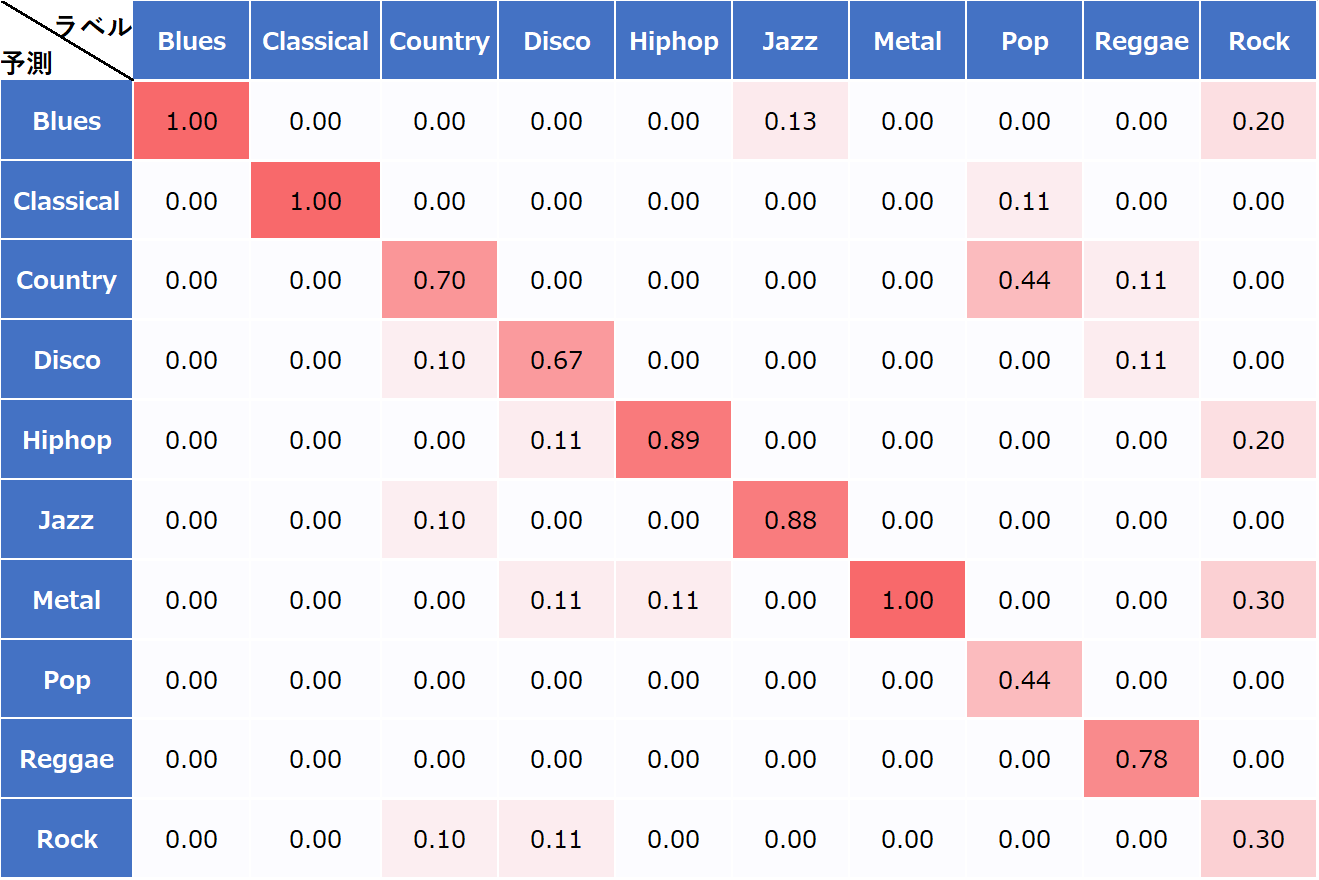 ラベル
予測
Blues Classical Country Disco Hiphop Jazz Metal Pop Reggae Rock
Blues 1.00 0.00 0.00 0.00 0.00 0.13 0.00 0.00 0.00 0.20
Classical 0.00 1.00 0.00 0.00 0.00 0.00 0.00 0.11 0.00 0.00
Country 0.00 0.00 0.70 0.00 0.00 0.00 0.00 0.44 0.11 0.00
Disco 0.00 0.00 0.10 0.67 0.00 0.00 0.00 0.00 0.11 0.00
Hiphop 0.00 0.00 0.00 0.11 0.89 0.00 0.00 0.00 0.00 0.20
Jazz 0.00 0.00 0.10 0.00 0.00 0.88 0.00 0.00 0.00 0.00
Metal 0.00 0.00 0.00 0.11 0.11 0.00 1.00 0.00 0.00 0.30
Pop 0.00 0.00 0.00 0.00 0.00 0.00 0.00 0.44 0.00 0.00
Reggae 0.00 0.00 0.00 0.00 0.00 0.00 0.00 0.00 0.78 0.00
Rock 0.00 0.00 0.10 0.11 0.00 0.00 0.00 0.00 0.00 0.30